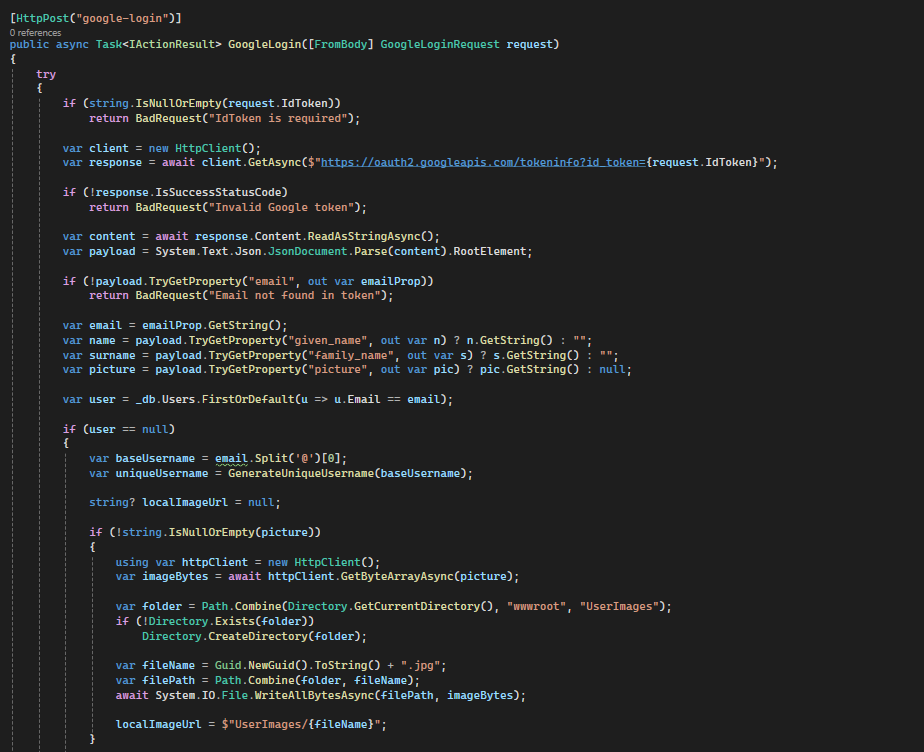 [HttpPost("google-login")]
0 references
public async Task<IActionResult> GoogleLogin([FromBody] GoogleLoginRequest request)
{
try
{
if (string.IsNullOrEmpty(request.IdToken))
return BadRequest("IdToken is required");
var client = new HttpClient();
var response = await client.GetAsync($"https://oauth2.googleapis.com/tokeninfo?id_token={request.IdToken}");
if (!response.IsSuccessStatusCode)
return BadRequest("Invalid Google token");
var content = await response.Content.ReadAsStringAsync();
var payload = System.Text.Json.JsonDocument.Parse(content).RootElement;
if (!payload.TryGetProperty("email", out var emailProp))
return BadRequest("Email not found in token");
var email = emailProp.GetString();
var name = payload.TryGetProperty("given_name", out var n) ? n.GetString() : "";
var surname = payload.TryGetProperty("family_name", out var s) ? s.GetString() : "";
var picture = payload.TryGetProperty("picture", out var pic) ? pic.GetString() : null;
var user = _db.Users.FirstOrDefault(u => u.Email == email);
if (user == null)
{
var baseUsername = email.Split('@')[0];
var uniqueUsername = GenerateUniqueUsername(baseUsername);
string? localImageUrl = null;
if (!string.IsNullOrEmpty(picture))
{
using var httpClient = new HttpClient();
var imageBytes = await httpClient.GetByteArrayAsync(picture);
var folder = Path.Combine(Directory.GetCurrentDirectory(), "wwwroot", "UserImages");
if (!Directory.Exists(folder))
Directory.CreateDirectory(folder);
var fileName = Guid.NewGuid().ToString() + ".jpg";
var filePath = Path.Combine(folder, fileName);
await System.IO.File.WriteAllBytesAsync(filePath, imageBytes);
localImageUrl = $"UserImages/{fileName}";
}